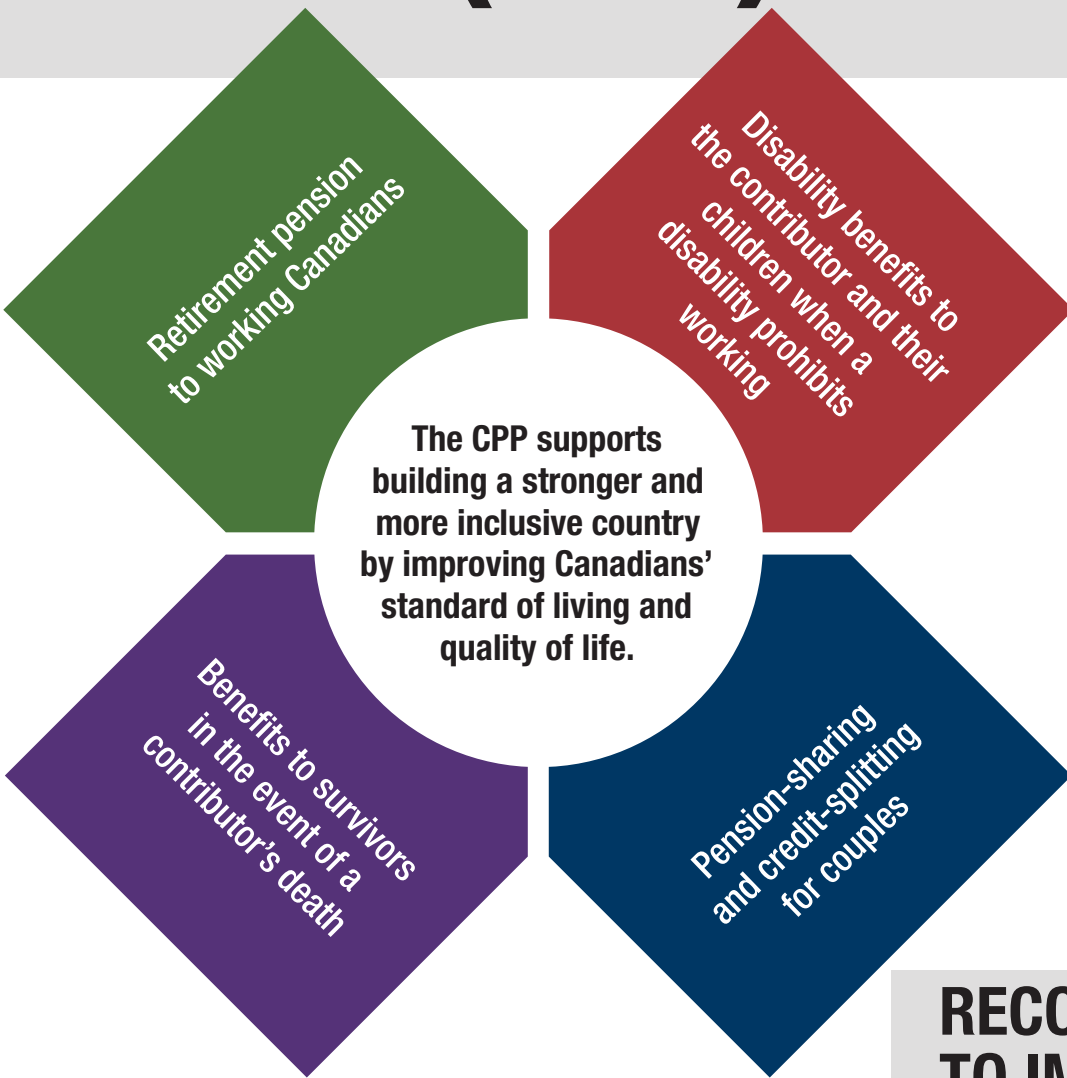 Retirement pension
to working Canadians
Disability benefits to
the contributor and their
children when a
disability prohibits
working
The CPP supports
building a stronger and
more inclusive country
by improving Canadians’
standard of living and
quality of life.
Benefits to survivors
in the event of a
contributor’s death
Pension-sharing
and credit-splitting
for couples